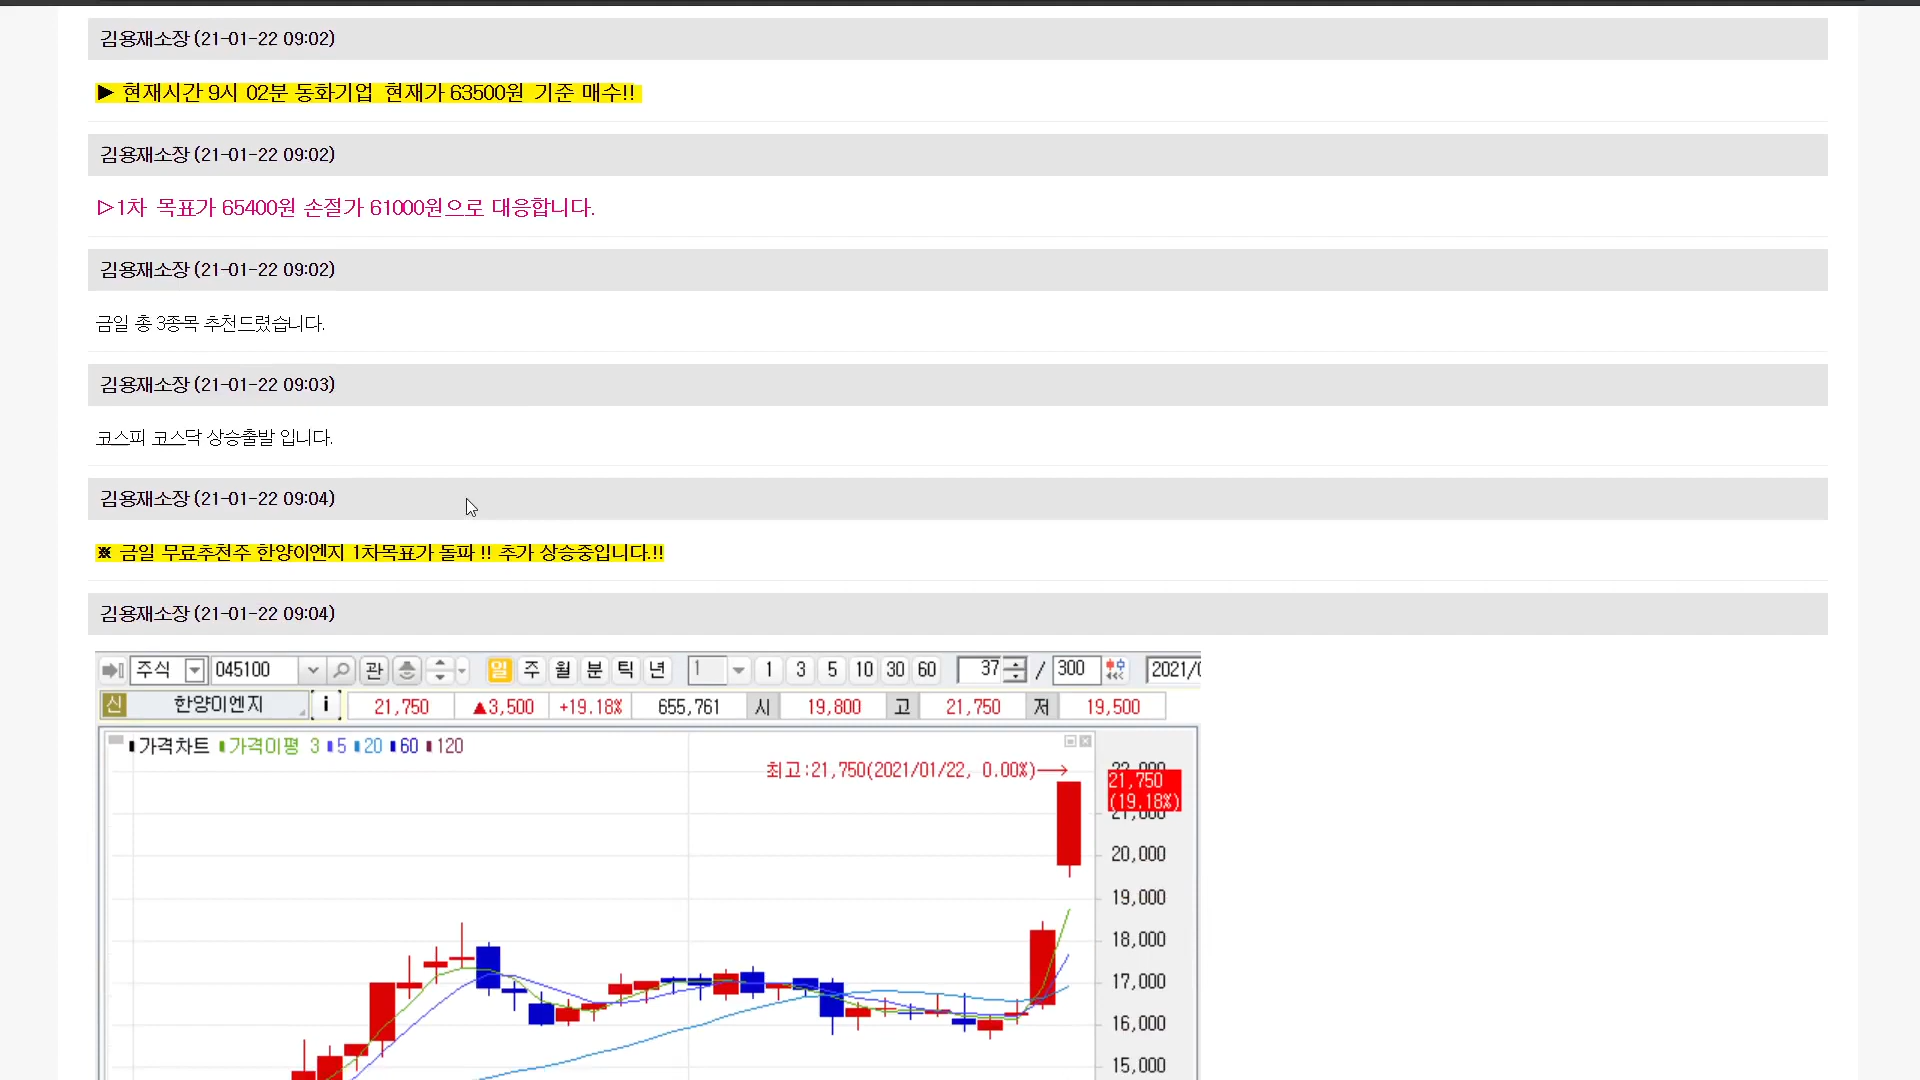 김용재소장 (21-01-22 09:02)
▶ 현재시간 9시 02분 동화기업 현재가 63500원 기준 매수!!
김용재소장 (21-01-22 09:02)
▷1차 목표가 65400원 손절가 61000원으로 대응합니다.
김용재소장 (21-01-22 09:02)
금일 총 3종목 추천드렸습니다.
김용재소장 (21-01-22 09:03)
코스피 코스닥 상승출발 입니다.
김용재소장 (21-01-22 09:04)
※ 금일 무료추천주 한양이엔지 1차목표가 돌파 !! 추가 상승중입니다.!!
김용재소장 (21-01-22 09:04)
주식 045100 관 일 주 월 분 틱 년 1 1 3 5 10 30 60 37 / 300 2021/0
신 한양이엔지 i 21,750 ▲3,500 +19.18% 655,761 시 19,800 고 21,750 저 19,500
가격차트 가격이평 3 5 20 60 120
최고:21,750(2021/01/22, 0.00%)→
22,000
21,750
(19.18%)
21,000
20,000
19,000
18,000
17,000
16,000
15,000